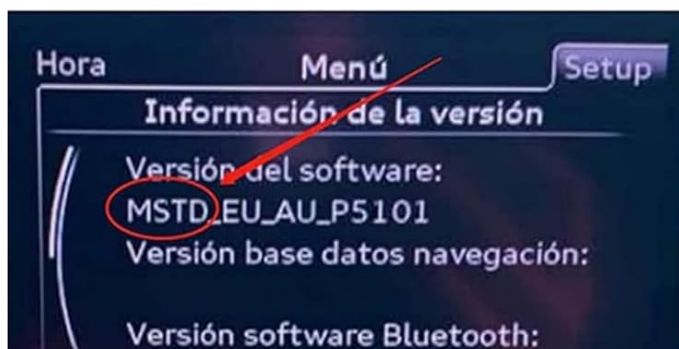 Hora Menú Setup
Información de la versión
Versión del software:
MSTD_EU_AU_P5101
Versión base datos navegación:
Versión software Bluetooth: